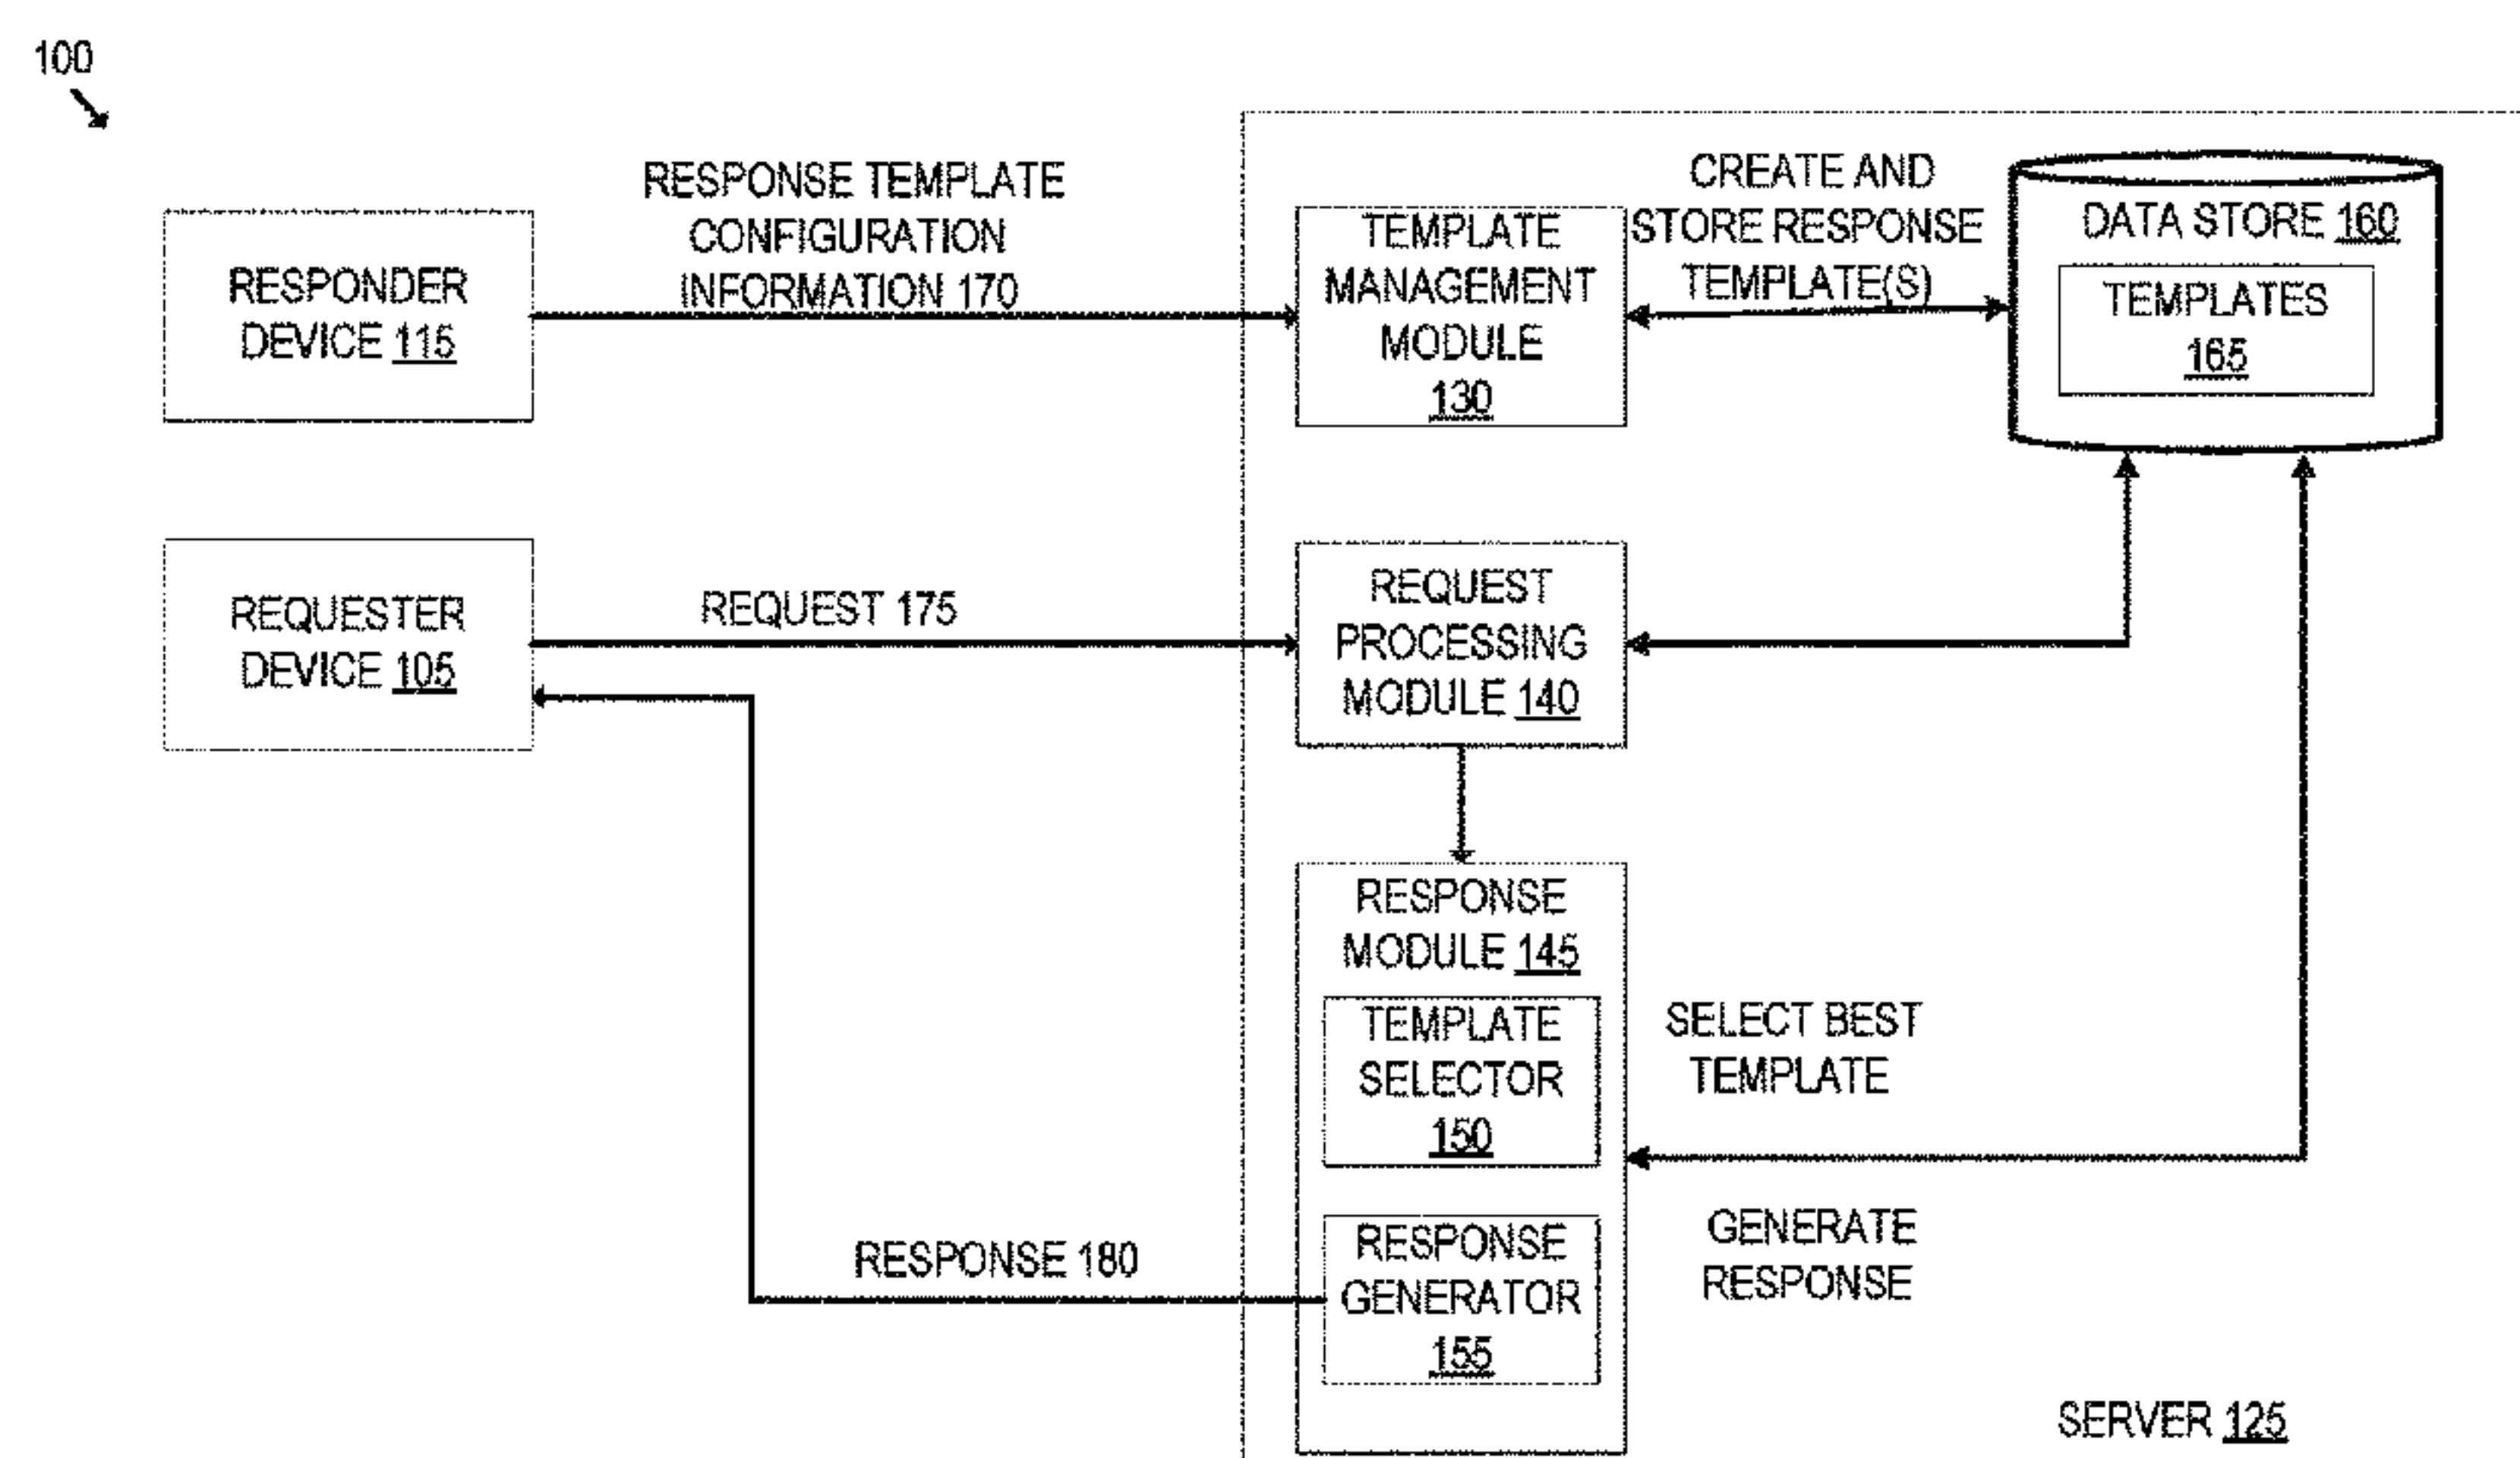 100
RESPONSE TEMPLATE
CONFIGURATION
INFORMATION 170
RESPONDER
DEVICE 115
TEMPLATE
MANAGEMENT
MODULE
130
CREATE AND
STORE RESPONSE
TEMPLATE(S)
DATA STORE 160
TEMPLATES
165
REQUESTER
DEVICE 105
REQUEST 175
REQUEST
PROCESSING
MODULE 140
RESPONSE
MODULE 145
TEMPLATE
SELECTOR
150
SELECT BEST
TEMPLATE
RESPONSE 180
RESPONSE
GENERATOR
155
GENERATE
RESPONSE
SERVER 125